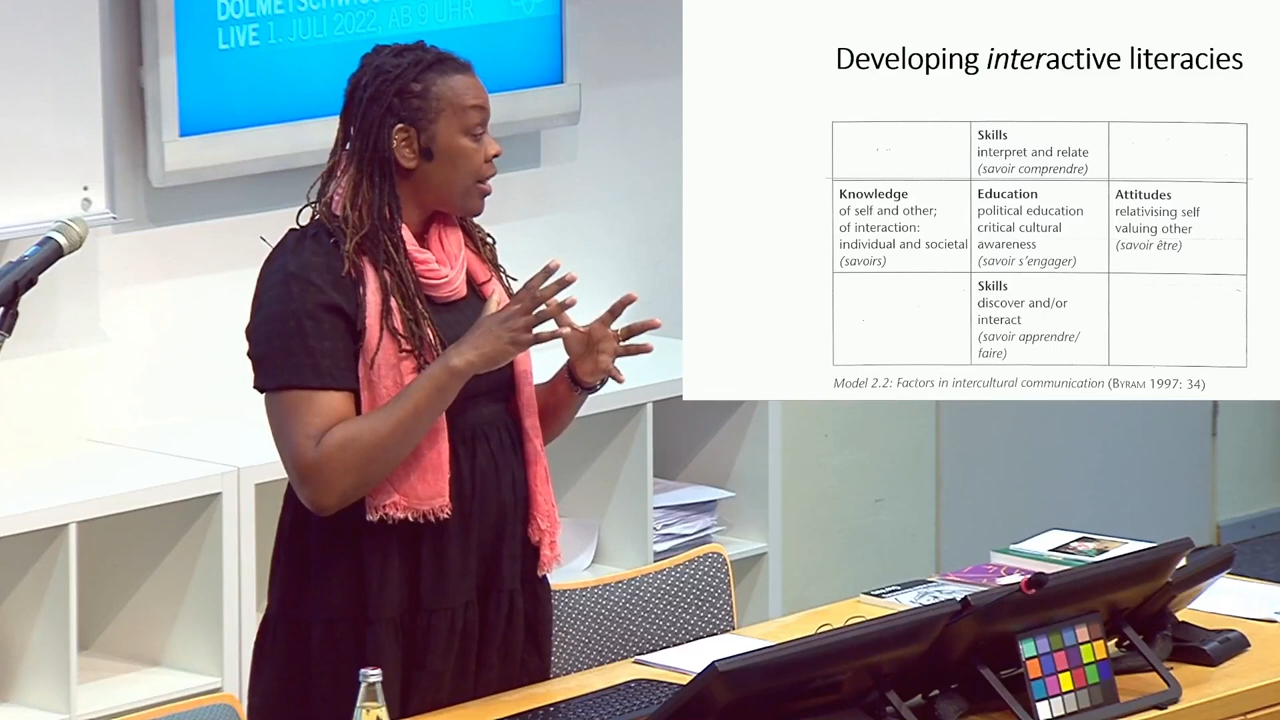 DOLMETSCHWISSE
LIVE 1. JULI 2022, AB 9 UHR
Developing interactive literacies
Skills
interpret and relate
(savoir comprendre)
Knowledge
of self and other;
of interaction:
individual and societal
(savoirs)
Education
political education
critical cultural
awareness
(savoir s'engager)
Attitudes
relativising self
valuing other
(savoir être)
Skills
discover and/or
interact
(savoir apprendre/
faire)
Model 2.2: Factors in intercultural communication (BYRAM 1997: 34)